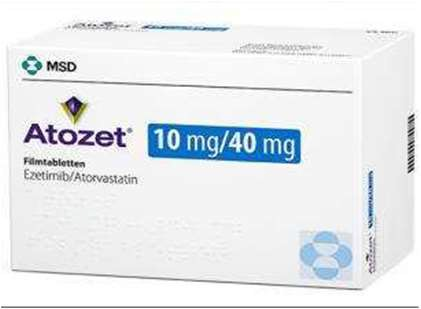 MSD
Atozet®
10 mg/40 mg
Filmtabletten
Ezetimib/Atorvastatin